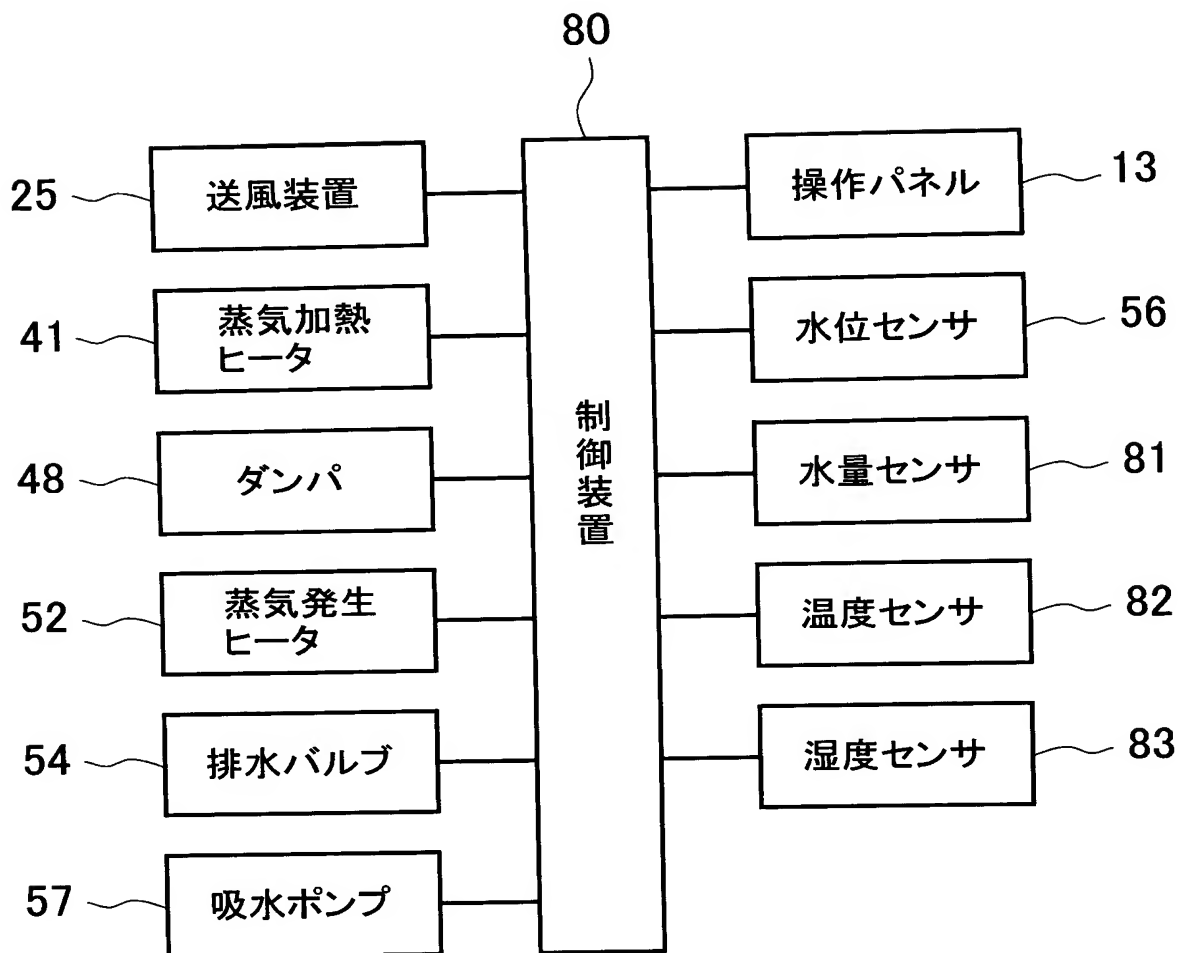 80
25
送風装置
操作パネル
13
41
蒸気加熱
ヒータ
水位センサ
56
制御装置
48
ダンパ
水量センサ
81
52
蒸気発生
ヒータ
温度センサ
82
54
排水バルブ
湿度センサ
83
57
吸水ポンプ